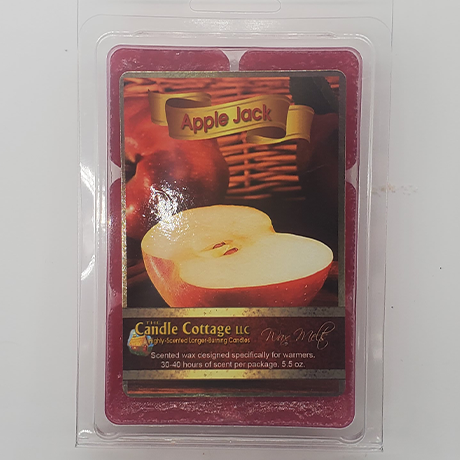 Apple Jack
THE
Candle Cottage LLC
Highly-Scented Longer-Burning Candles
Wax Melts
Scented wax designed specifically for warmers.
30-40 hours of scent per package. 5.5 oz.